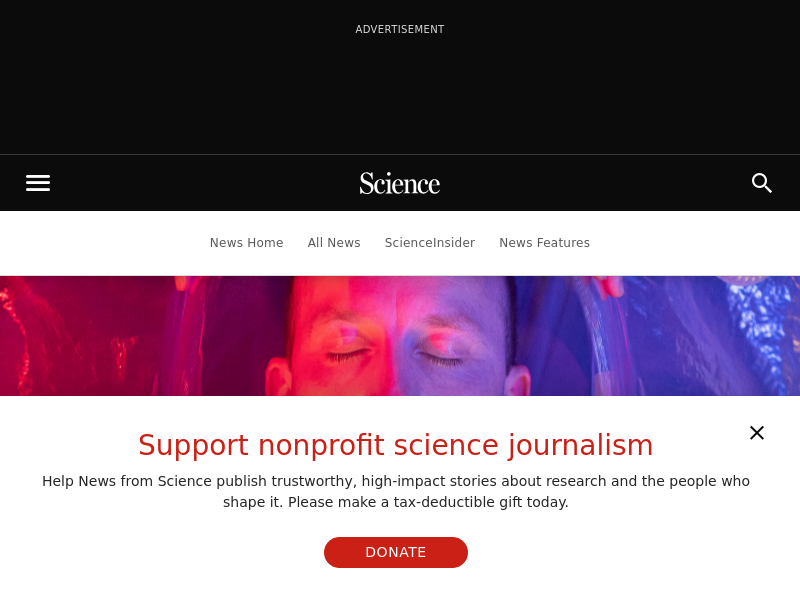 ADVERTISEMENT
Science
News Home
All News
ScienceInsider
News Features
Support nonprofit science journalism
Help News from Science publish trustworthy, high-impact stories about research and the people who
shape it. Please make a tax-deductible gift today.
DONATE